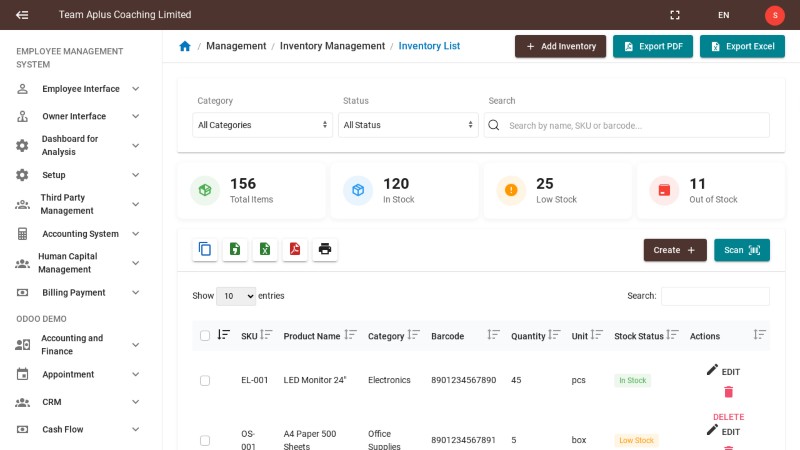 Team Aplus Coaching Limited
EN
S
EMPLOYEE MANAGEMENT
SYSTEM
Employee Interface
Owner Interface
Dashboard for
Analysis
Setup
Third Party
Management
Accounting System
Human Capital
Management
Billing Payment
ODOO DEMO
Accounting and
Finance
Appointment
CRM
Cash Flow
/ Management / Inventory Management / Inventory List
Add Inventory
Export PDF
Export Excel
Category
Status
Search
All Categories
All Status
Search by name, SKU or barcode...
156
Total Items
120
In Stock
25
Low Stock
11
Out of Stock
Create
Scan
Show 10 entries
Search:
SKU Product Name Category Barcode Quantity Unit Stock Status Actions
EL-001 LED Monitor 24" Electronics 8901234567890 45 pcs In Stock EDIT
DELETE
OS-001 A4 Paper 500 Sheets Office Supplies 8901234567891 5 box Low Stock EDIT